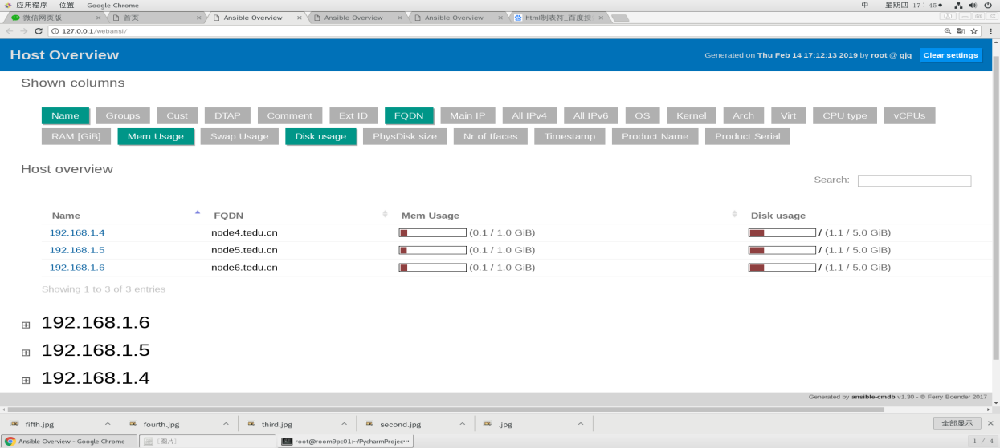 应用程序 位置 Google Chrome 中 星期四 17:45
微信网页版 × 首页 × Ansible Overview × Ansible Overview × Ansible Overview × html制表符_百度搜 ×
127.0.0.1/webansi/
Host Overview Generated on Thu Feb 14 17:12:13 2019 by root @ gjq Clear settings
Shown columns
Name Groups Cust DTAP Comment Ext ID FQDN Main IP All IPv4 All IPv6 OS Kernel Arch Virt CPU type vCPUs
RAM [GiB] Mem Usage Swap Usage Disk usage PhysDisk size Nr of Ifaces Timestamp Product Name Product Serial
Host overview
Search:
Name FQDN Mem Usage Disk usage
192.168.1.4 node4.tedu.cn (0.1 / 1.0 GiB) / (1.1 / 5.0 GiB)
192.168.1.5 node5.tedu.cn (0.1 / 1.0 GiB) / (1.1 / 5.0 GiB)
192.168.1.6 node6.tedu.cn (0.1 / 1.0 GiB) / (1.1 / 5.0 GiB)
Showing 1 to 3 of 3 entries
192.168.1.6
192.168.1.5
192.168.1.4
Generated by ansible-cmdb v1.30 - © Ferry Boender 2017
fifth.jpg fourth.jpg third.jpg second.jpg .jpg 全部显示 ×
Ansible Overview - Google Chrome [图片] root@room9pc01:~/PycharmProjec··· 1 / 4